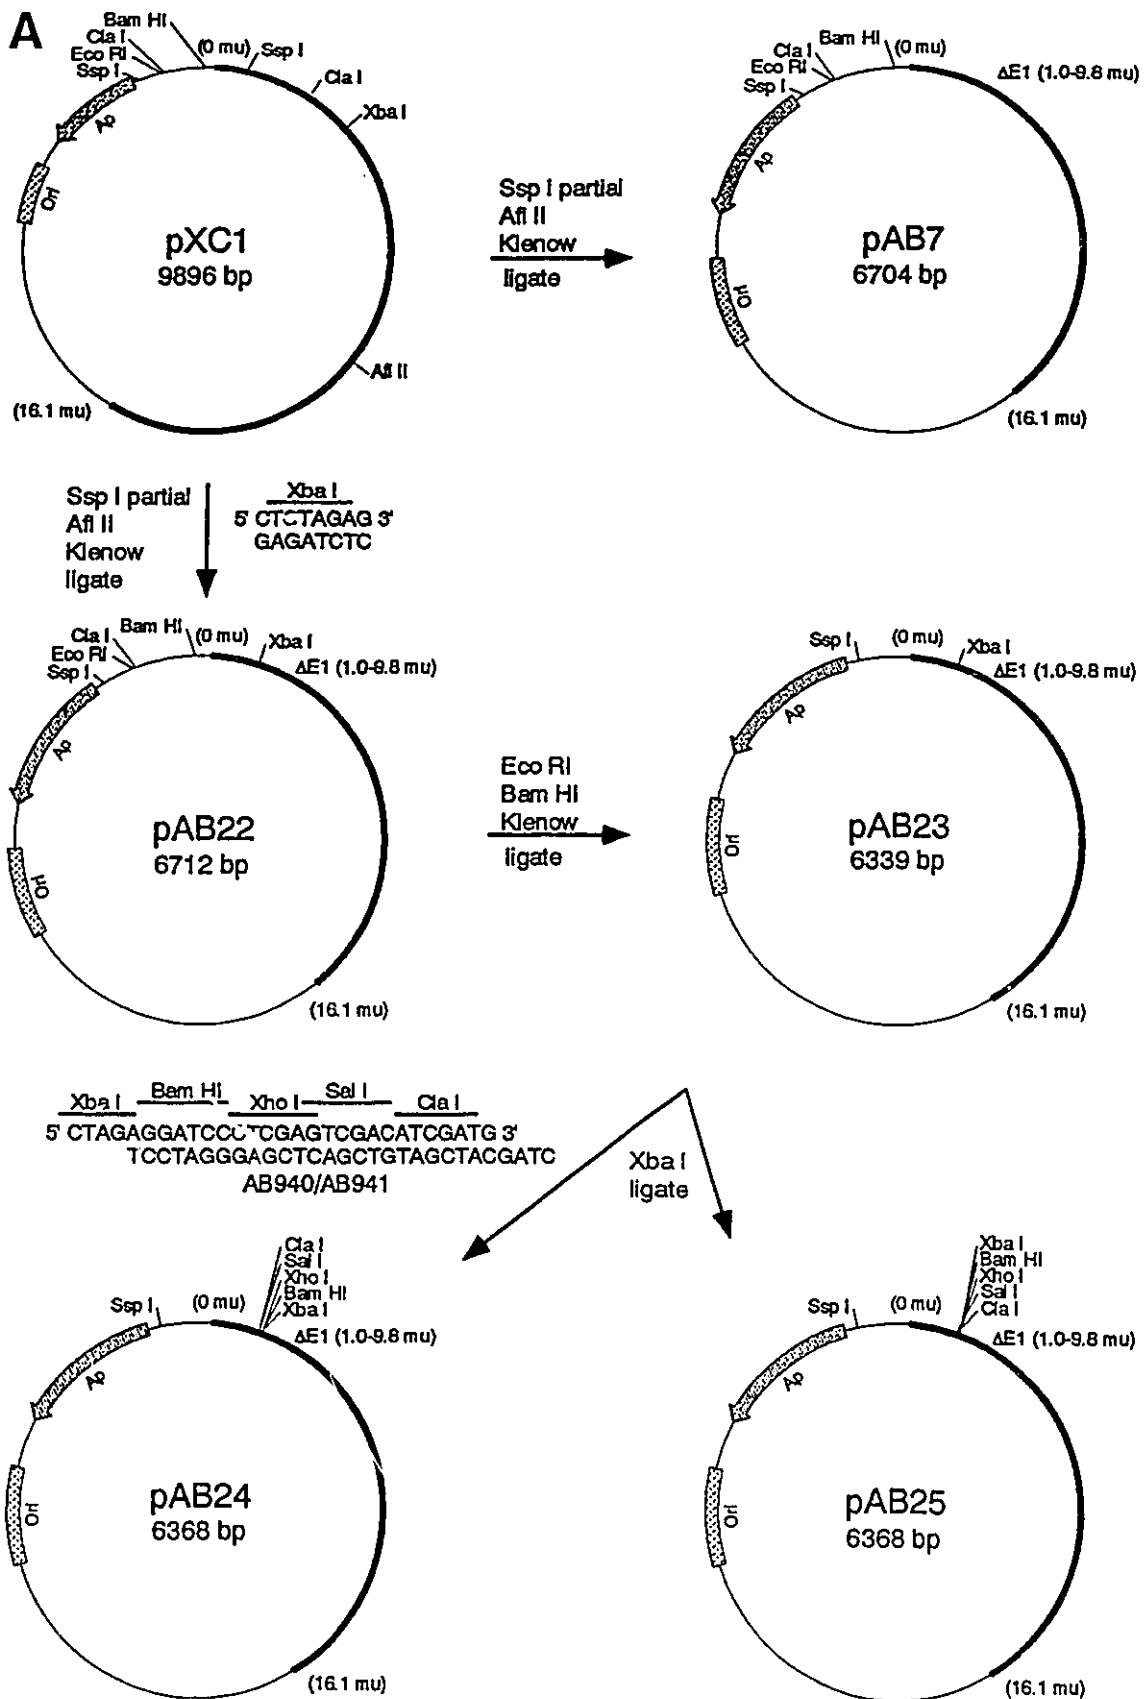 A
Bam HI
Cla I
Eco RI
Ssp I
(0 mu)
Ssp I
Cla I
Xba I
Ap
Ori
pXC1
9896 bp
Afl II
(16.1 mu)
Ssp I partial
Afl II
Klenow
ligate
Bam HI
Cla I
Eco RI
Ssp I
(0 mu)
ΔE1 (1.0-9.8 mu)
Ap
Ori
pAB7
6704 bp
(16.1 mu)
Ssp I partial
Afl II
Klenow
ligate
Xba I
5' CTCTAGAG 3'
GAGATCTC
Cla I
Bam HI
Eco RI
Ssp I
(0 mu)
Xba I
ΔE1 (1.0-9.8 mu)
Ap
Ori
pAB22
6712 bp
(16.1 mu)
Eco RI
Bam HI
Klenow
ligate
Ssp I
(0 mu)
Xba I
ΔE1 (1.0-9.8 mu)
Ap
Ori
pAB23
6339 bp
(16.1 mu)
Xba I
Bam HI
Xho I
Sal I
Cla I
5' CTAGAGGATCCCTCGAGTCGACATCGATG 3'
TCCTAGGGAGCTCAGCTGTAGCTACGATC
AB940/AB941
Xba I
ligate
Cla I
Sal I
Xho I
Bam HI
Xba I
Ssp I
(0 mu)
ΔE1 (1.0-9.8 mu)
Ap
Ori
pAB24
6368 bp
(16.1 mu)
Xba I
Bam HI
Xho I
Sal I
Cla I
Ssp I
(0 mu)
ΔE1 (1.0-9.8 mu)
Ap
Ori
pAB25
6368 bp
(16.1 mu)